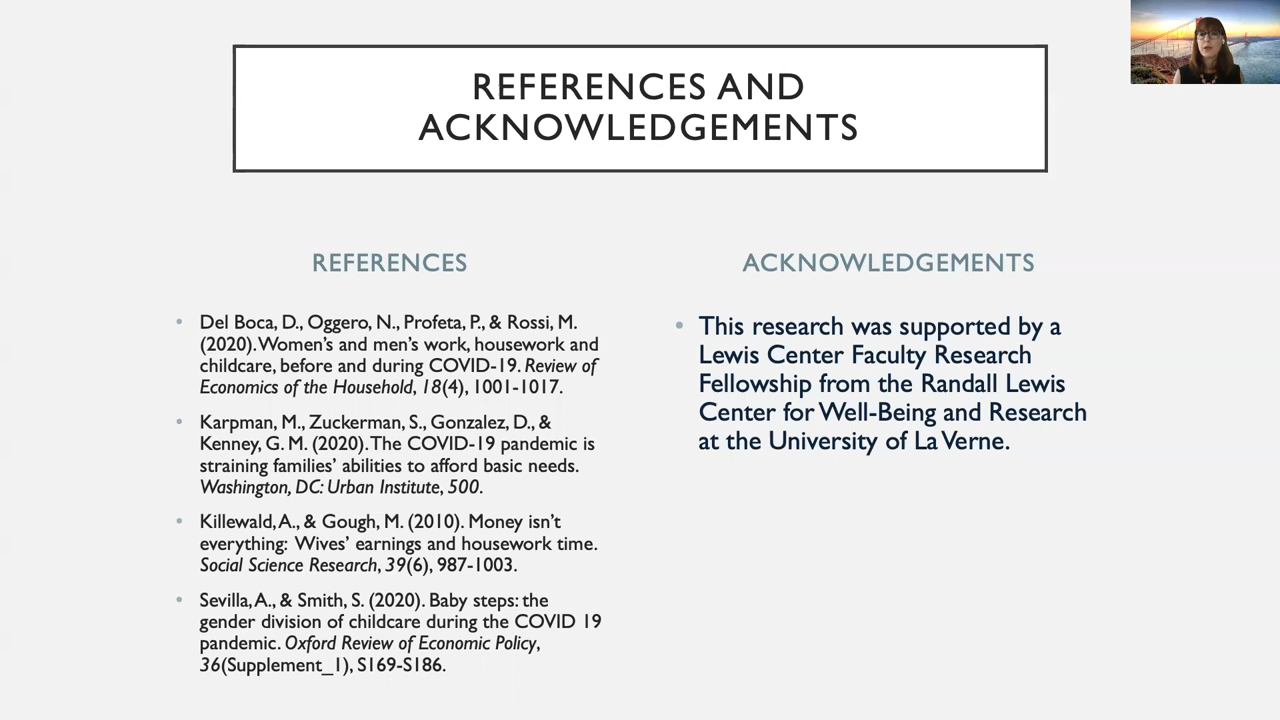 REFERENCES AND
ACKNOWLEDGEMENTS
REFERENCES
Del Boca, D., Oggero, N., Profeta, P., & Rossi, M.
(2020). Women’s and men’s work, housework and
childcare, before and during COVID-19. Review of
Economics of the Household, 18(4), 1001-1017.
Karpman, M., Zuckerman, S., Gonzalez, D., &
Kenney, G. M. (2020). The COVID-19 pandemic is
straining families’ abilities to afford basic needs.
Washington, DC: Urban Institute, 500.
Killewald, A., & Gough, M. (2010). Money isn’t
everything: Wives’ earnings and housework time.
Social Science Research, 39(6), 987-1003.
Sevilla, A., & Smith, S. (2020). Baby steps: the
gender division of childcare during the COVID 19
pandemic. Oxford Review of Economic Policy,
36(Supplement_1), S169-S186.
ACKNOWLEDGEMENTS
This research was supported by a
Lewis Center Faculty Research
Fellowship from the Randall Lewis
Center for Well-Being and Research
at the University of La Verne.